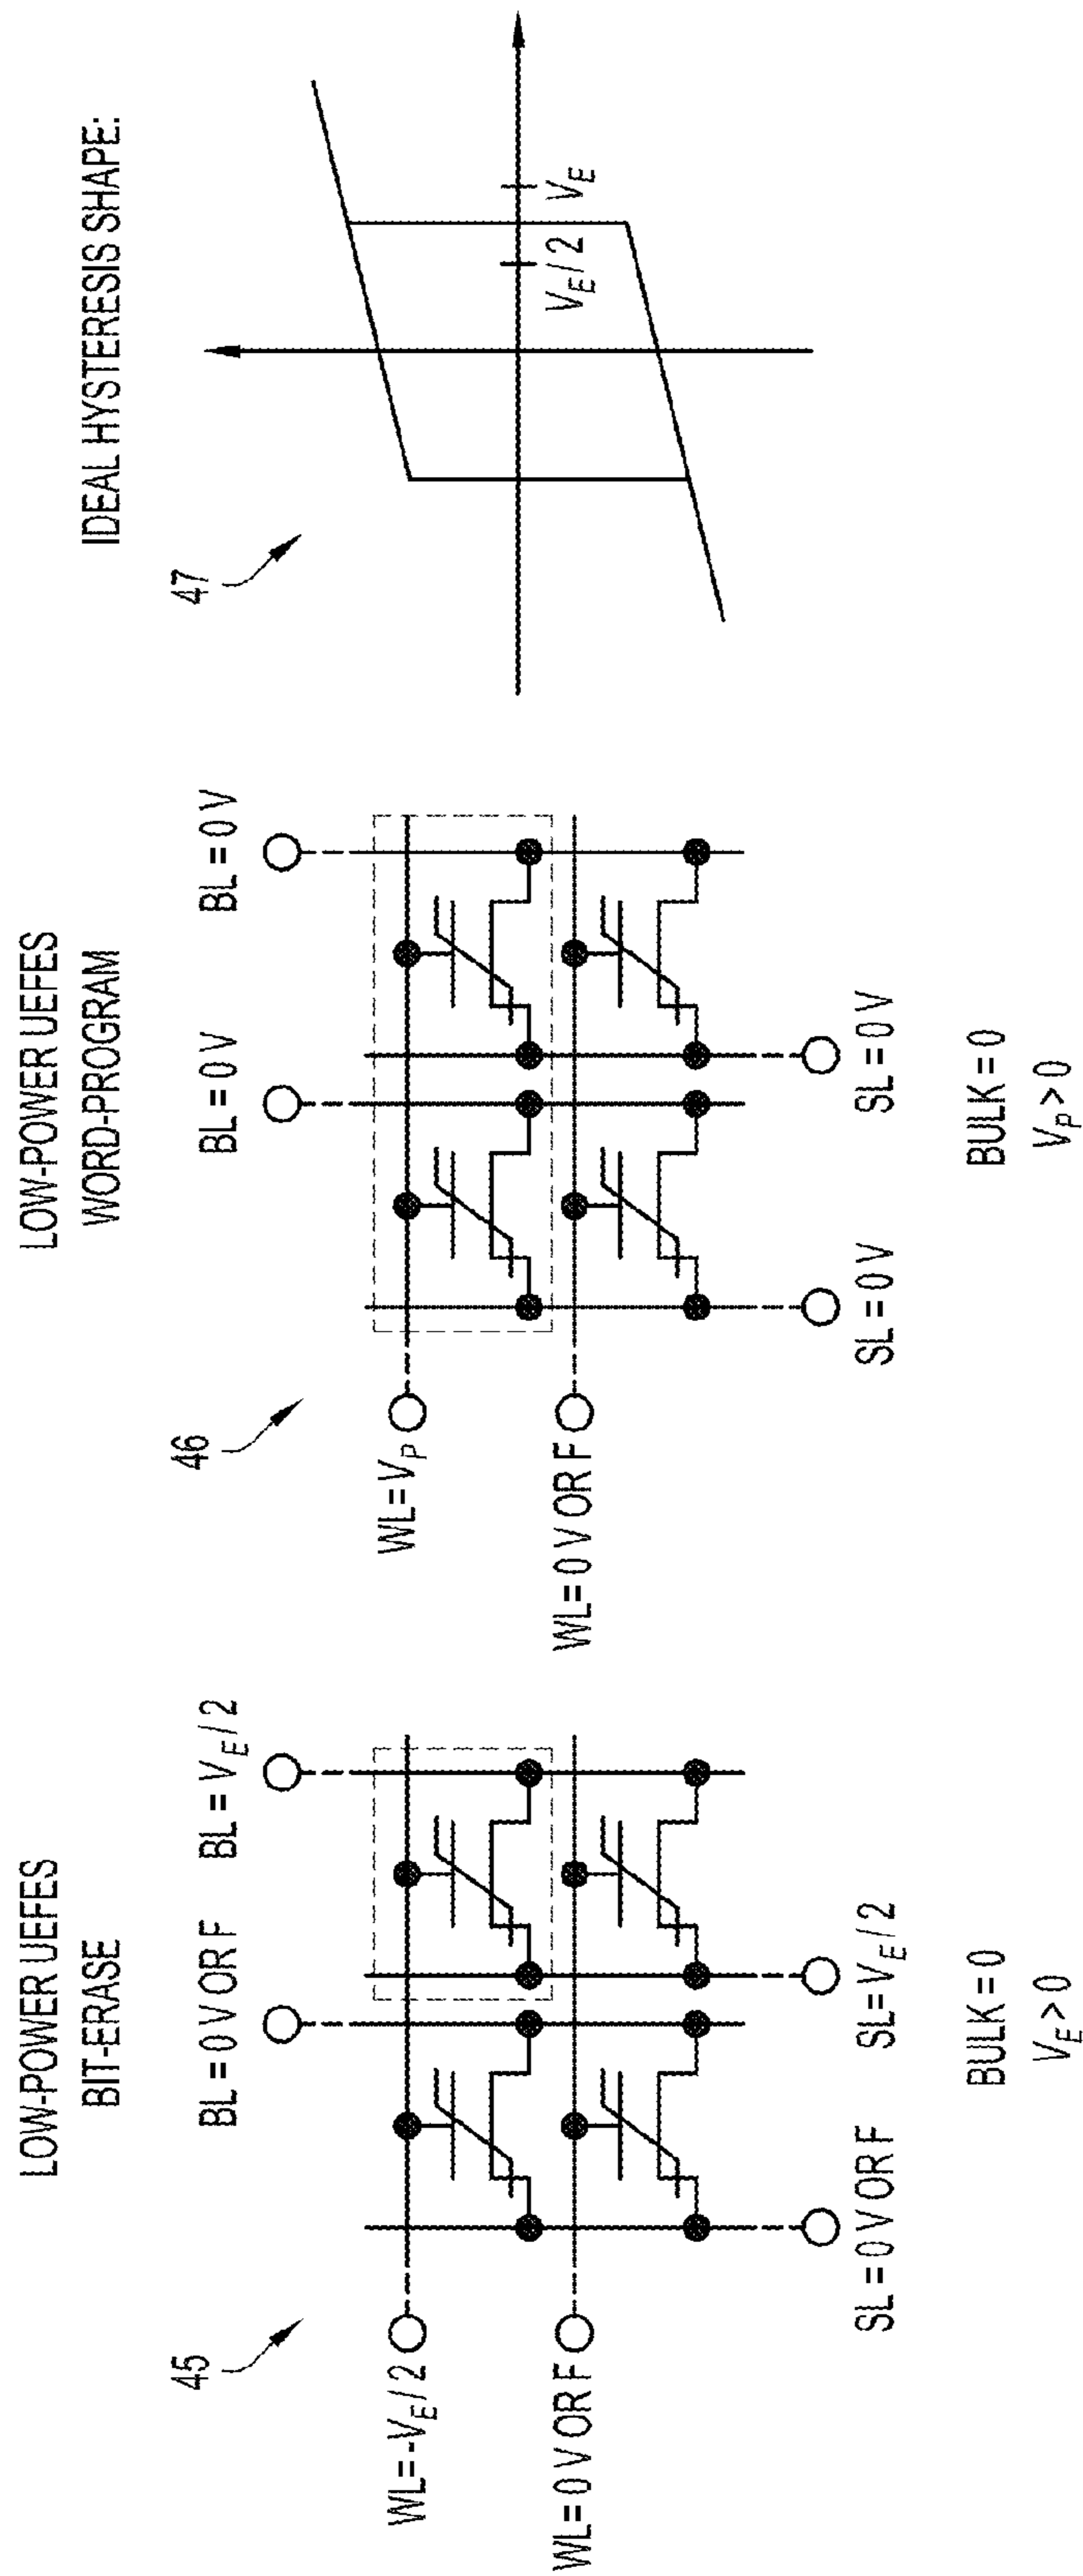 LOW-POWER UEFES
BIT-ERASE
45
BL = 0 V OR F
BL = V_E / 2
WL = -V_E / 2
WL = 0 V OR F
SL = 0 V OR F
SL = V_E / 2
BULK = 0
V_E > 0
LOW-POWER UEFES
WORD-PROGRAM
46
BL = 0 V
BL = 0 V
WL = V_P
WL = 0 V OR F
SL = 0 V
SL = 0 V
BULK = 0
V_P > 0
IDEAL HYSTERESIS SHAPE:
47
V_E / 2
V_E